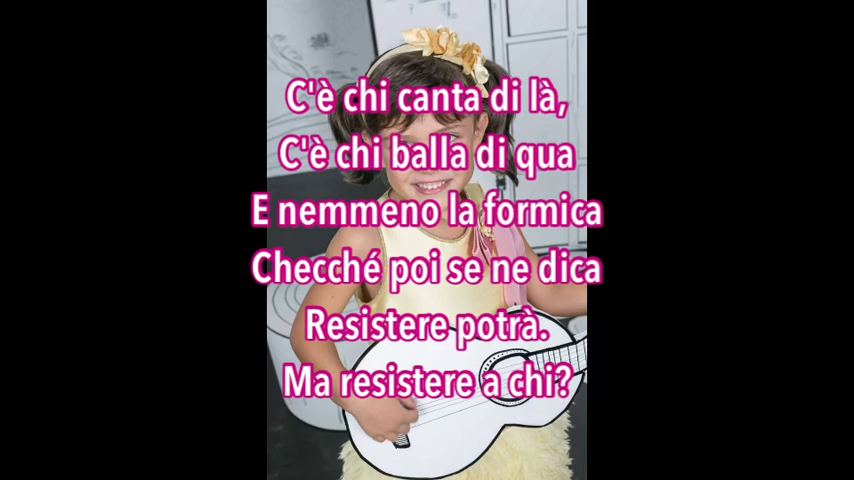 C'è chi canta di là,
C'è chi balla di qua
E nemmeno la formica
Checché poi se ne dica
Resistere potrà.
Ma resistere a chi?